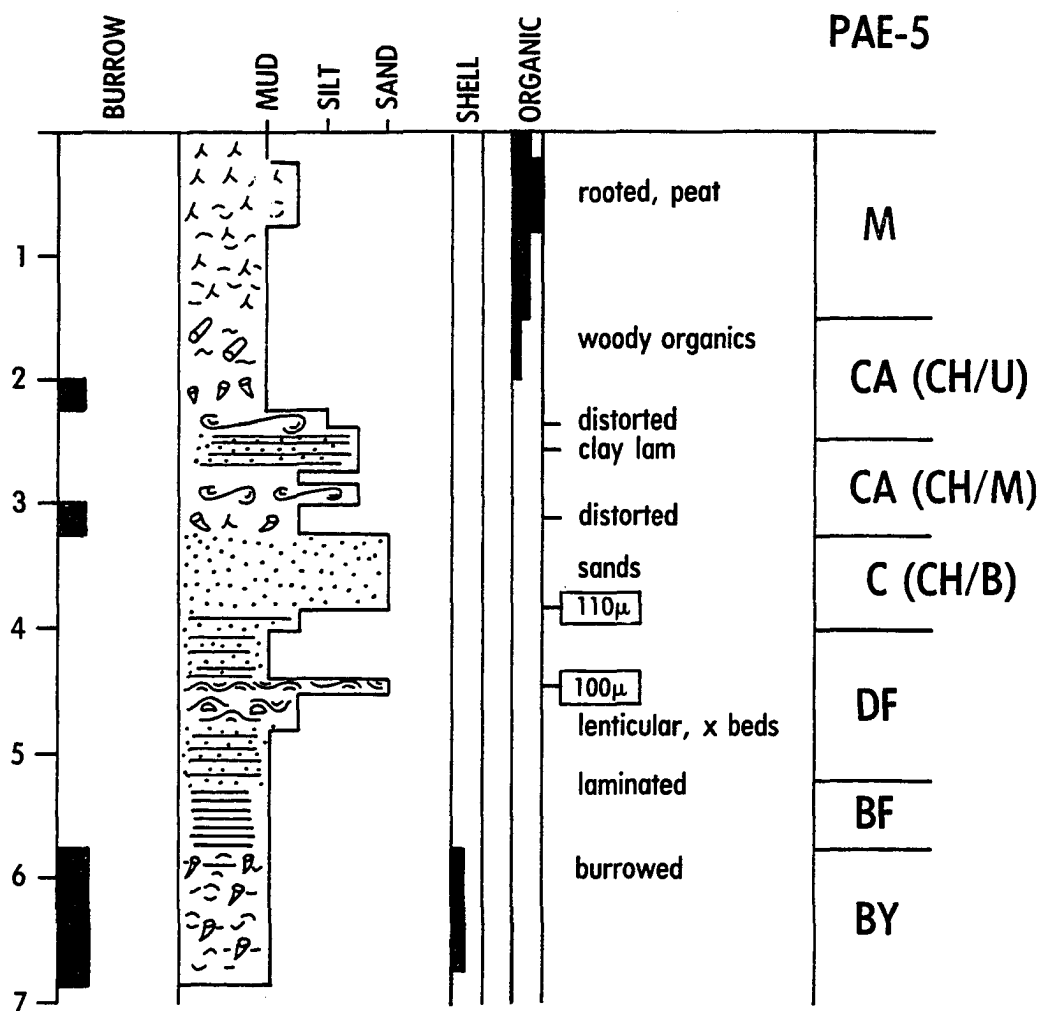 PAE-5
BURROW
MUD
SILT
SAND
SHELL
ORGANIC
rooted, peat
M
1
woody organics
2
CA (CH/U)
distorted
clay lam
CA (CH/M)
3
distorted
sands
C (CH/B)
110μ
4
100μ
DF
lenticular, x beds
5
laminated
BF
6
burrowed
BY
7